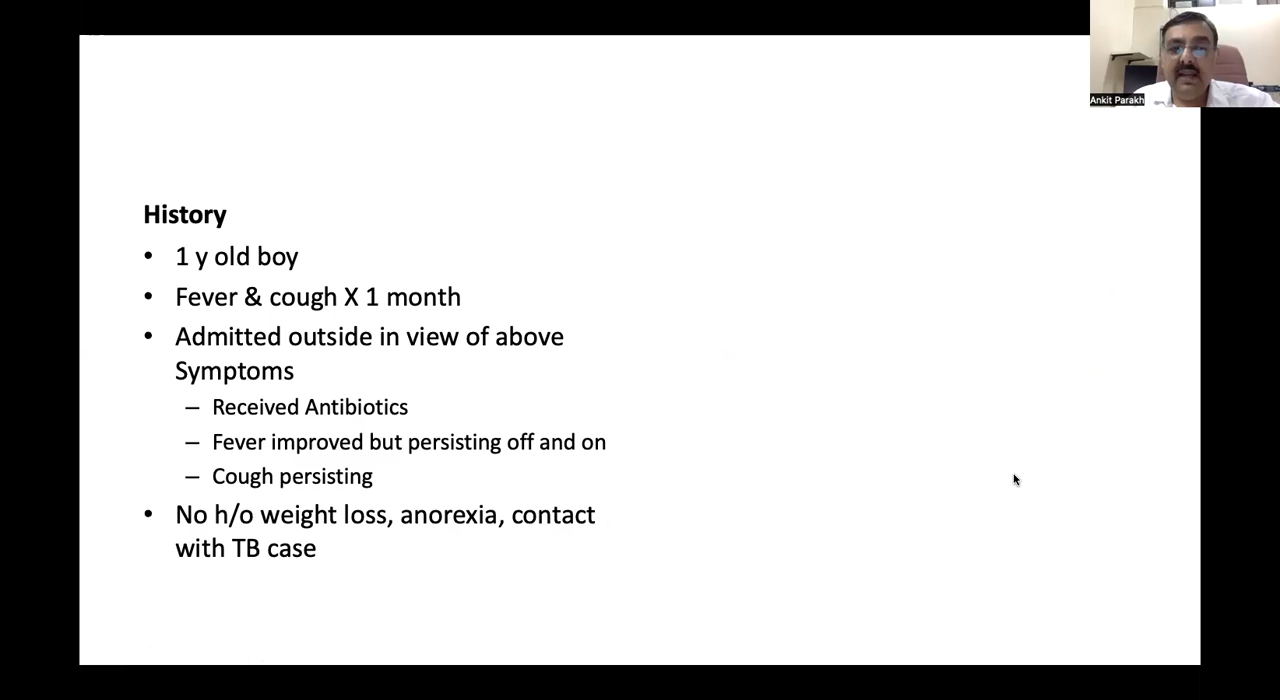 Ankit Parakh
History
• 1 y old boy
• Fever & cough X 1 month
• Admitted outside in view of above
Symptoms
– Received Antibiotics
– Fever improved but persisting off and on
– Cough persisting
• No h/o weight loss, anorexia, contact
with TB case